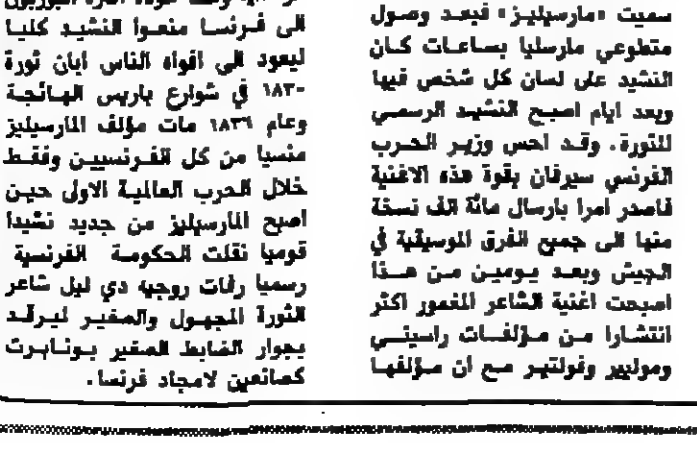 سميت «مارسيليز» فبعد وصول
متطوعي مارسليا بساعات كان
النشيد على لسان كل شخص فيها
وبعد ايام اصبح النشيد الرسمي
للثورة. وقد احس وزير الحرب
الفرنسي سيرفان بقوة هذه الاغنية
فاصدر امرا بارسال مائة الف نسخة
منها الى جميع الفرق الموسيقية في
الجيش وبعد يومين من هذا
اصبحت اغنية الشاعر المغمور اكثر
انتشارا من مؤلفات راسيني
وموليير وفولتير مع ان مؤلفها
الى فرنسا منعوا النشيد كليا
ليعود الى افواه الناس ابان ثورة
١٨٣٠ في شوارع باريس الهائجة
وعام ١٨٣٦ مات مؤلف المارسيليز
منسيا من كل الفرنسيين وفقط
خلال الحرب العالمية الاولى حين
اصبح المارسيليز من جديد نشيدا
قوميا نقلت الحكومة الفرنسية
رسميا رفات روجيه دي ليل شاعر
الثورة المجهول والصغير ليرقد
بجوار الضابط الصغير بونابرت
كصانعين لامجاد فرنسا.